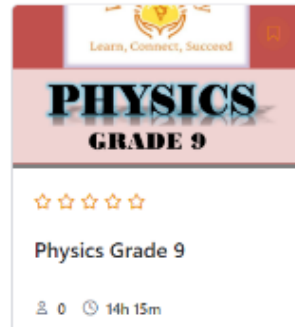 Learn, Connect, Succeed
PHYSICS
GRADE 9
Physics Grade 9
0 14h 15m